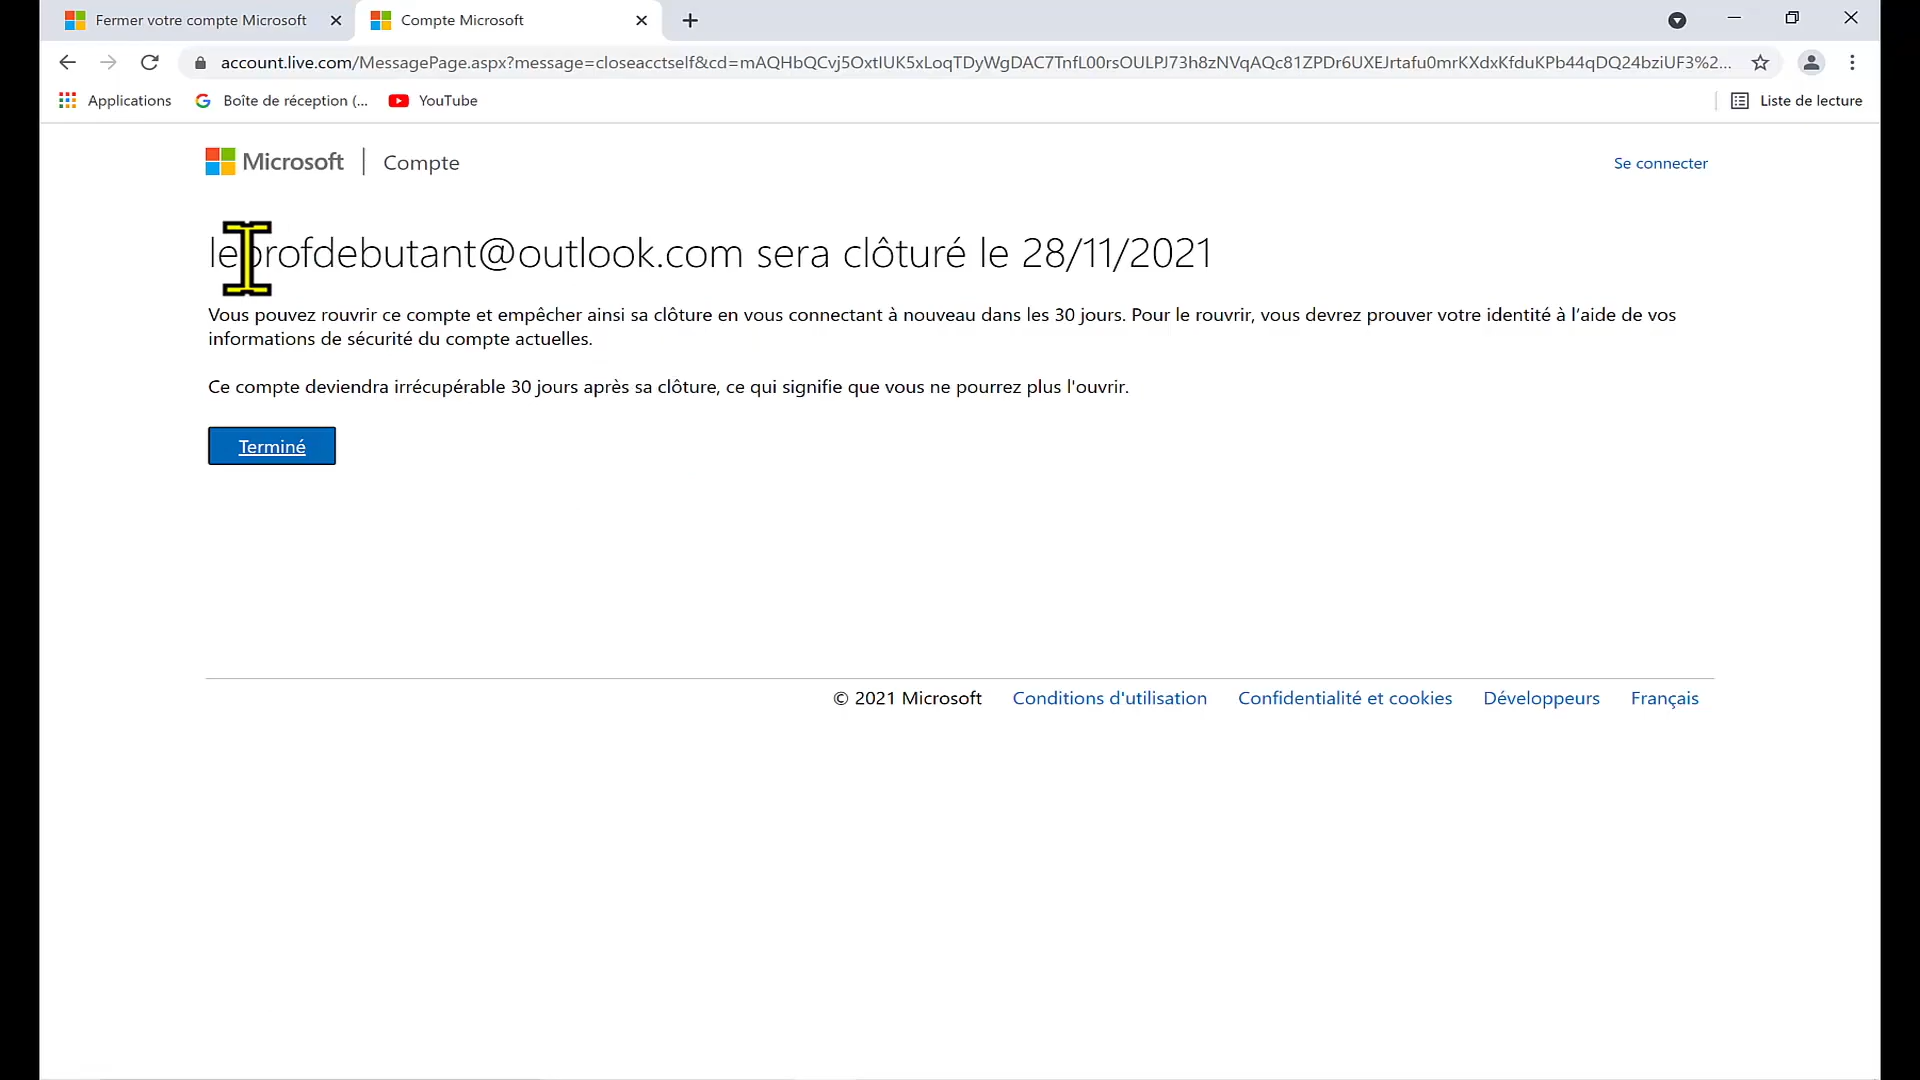 Fermer votre compte Microsoft
Compte Microsoft
account.live.com/MessagePage.aspx?message=closeacctself&cd=mAQHbQCvj5OxtIUK5xLoqTDyWgDAC7TnfL00rsOULPJ73h8zNVqAQc81ZPDr6UXEJrtafu0mrKXdxKfduKPb44qDQ24bziUF3%2...
Applications
Boîte de réception (...
YouTube
Liste de lecture
Microsoft | Compte
Se connecter
leprofdebutant@outlook.com sera clôturé le 28/11/2021
Vous pouvez rouvrir ce compte et empêcher ainsi sa clôture en vous connectant à nouveau dans les 30 jours. Pour le rouvrir, vous devrez prouver votre identité à l’aide de vos
informations de sécurité du compte actuelles.
Ce compte deviendra irrécupérable 30 jours après sa clôture, ce qui signifie que vous ne pourrez plus l'ouvrir.
Terminé
© 2021 Microsoft Conditions d'utilisation Confidentialité et cookies Développeurs Français